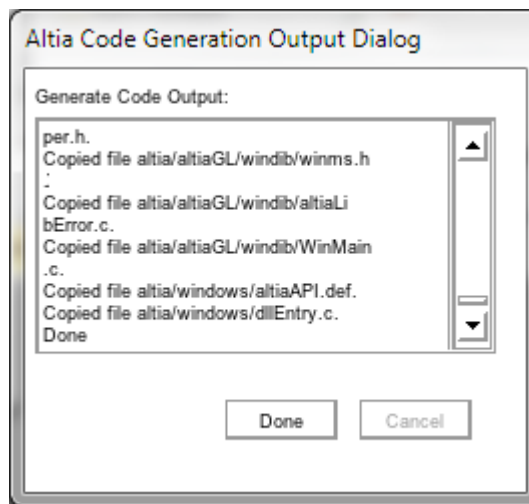 Altia Code Generation Output Dialog
Generate Code Output:
per.h.
Copied file altia/altiaGL/windib/winms.h
.
Copied file altia/altiaGL/windib/altiaLi
bError.c.
Copied file altia/altiaGL/windib/WinMain
.c.
Copied file altia/windows/altiaAPI.def.
Copied file altia/windows/dllEntry.c.
Done
Done
Cancel